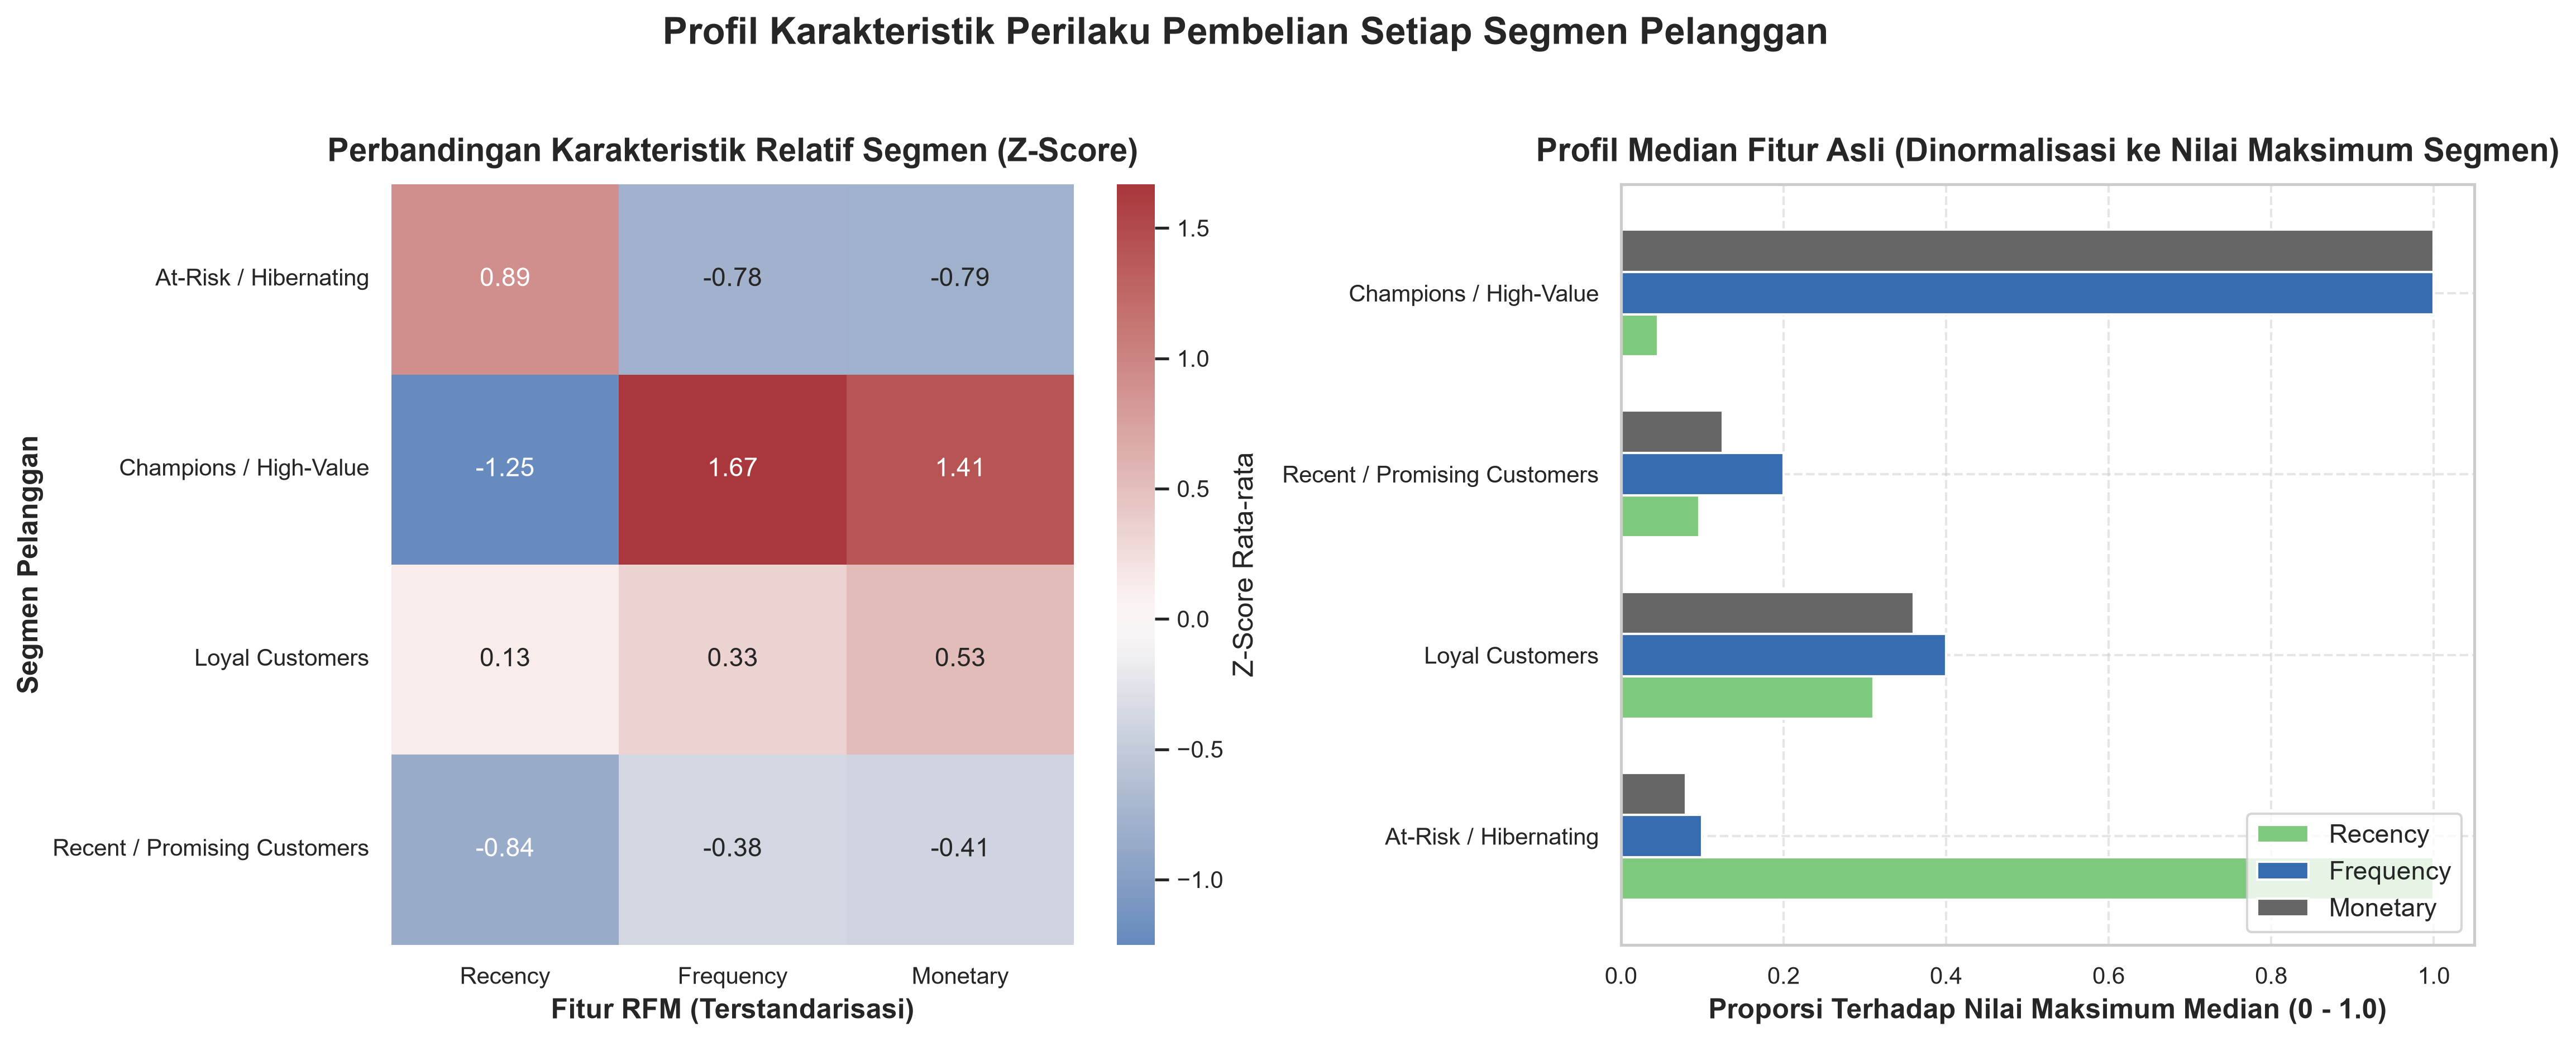 Profil Karakteristik Perilaku Pembelian Setiap Segmen Pelanggan
Perbandingan Karakteristik Relatif Segmen (Z-Score)
Segmen Pelanggan
At-Risk / Hibernating
0.89
-0.78
-0.79
Champions / High-Value
-1.25
1.67
1.41
Loyal Customers
0.13
0.33
0.53
Recent / Promising Customers
-0.84
-0.38
-0.41
Recency
Frequency
Monetary
Fitur RFM (Terstandarisasi)
1.5
1.0
0.5
0.0
−0.5
−1.0
Z-Score Rata-rata
Profil Median Fitur Asli (Dinormalisasi ke Nilai Maksimum Segmen)
Champions / High-Value
Recent / Promising Customers
Loyal Customers
At-Risk / Hibernating
Recency
Frequency
Monetary
0.0
0.2
0.4
0.6
0.8
1.0
Proporsi Terhadap Nilai Maksimum Median (0 - 1.0)